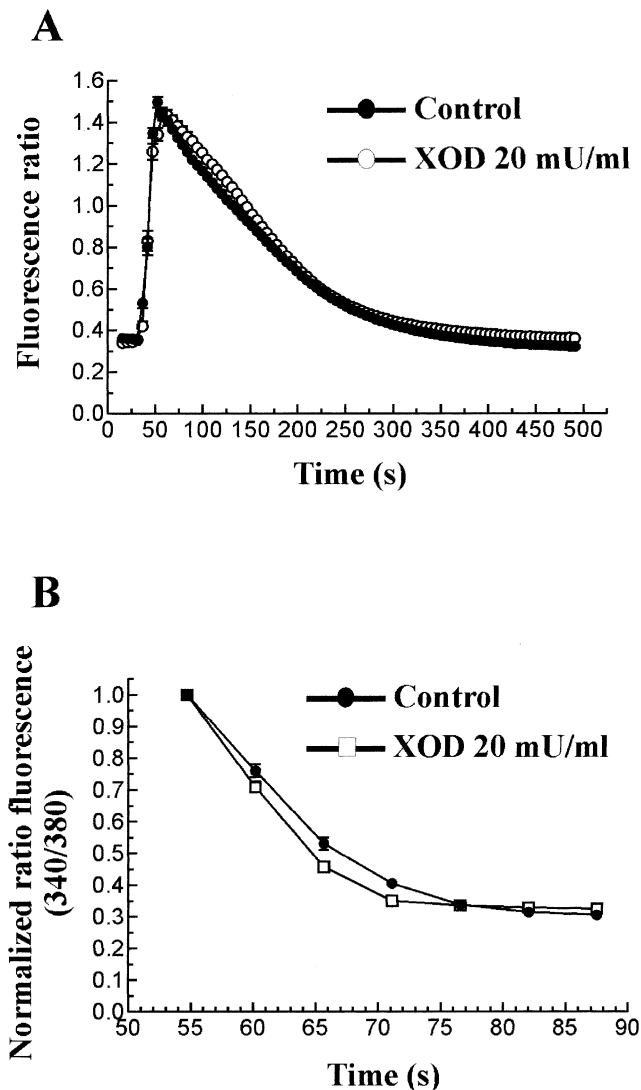 A
Fluorescence ratio
1.6
1.4
1.2
1.0
0.8
0.6
0.4
0.2
0.0
Control
XOD 20 mU/ml
0 50 100 150 200 250 300 350 400 450 500
Time (s)
B
Normalized ratio fluorescence
(340/380)
1.0
0.9
0.8
0.7
0.6
0.5
0.4
0.3
0.2
0.1
0.0
Control
XOD 20 mU/ml
50 55 60 65 71 75 80 85 90
Time (s)